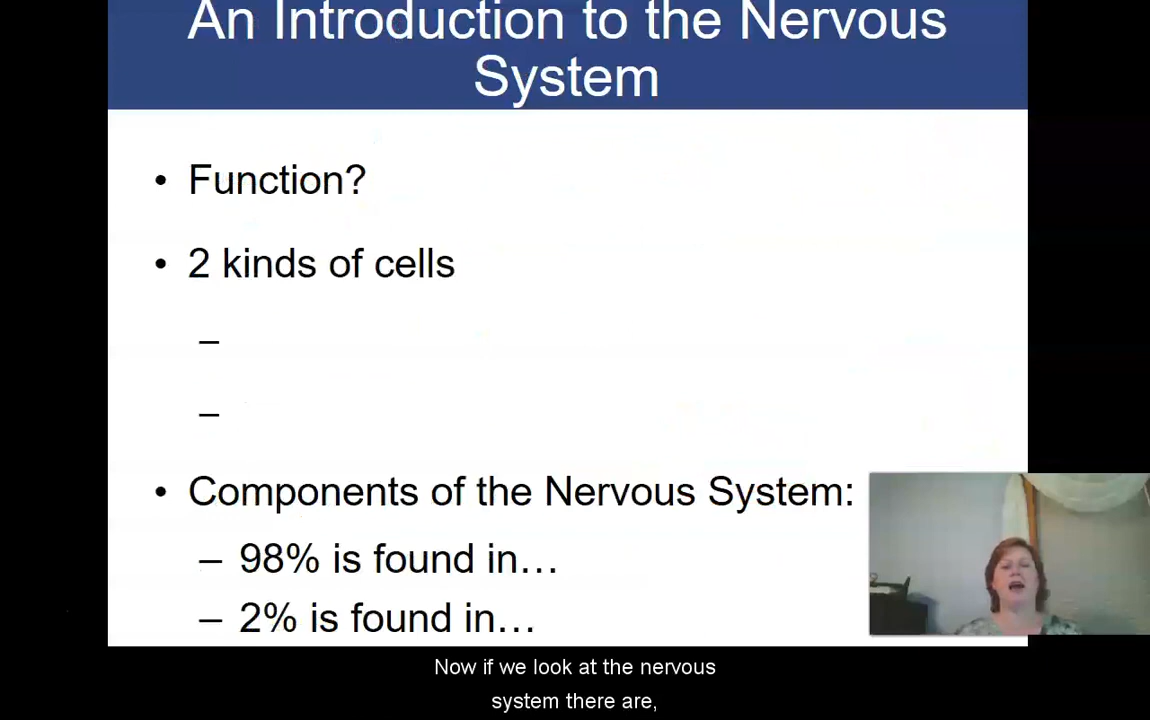 An Introduction to the Nervous
System
• Function?
• 2 kinds of cells
–
–
• Components of the Nervous System:
– 98% is found in…
– 2% is found in…
Now if we look at the nervous
system there are,